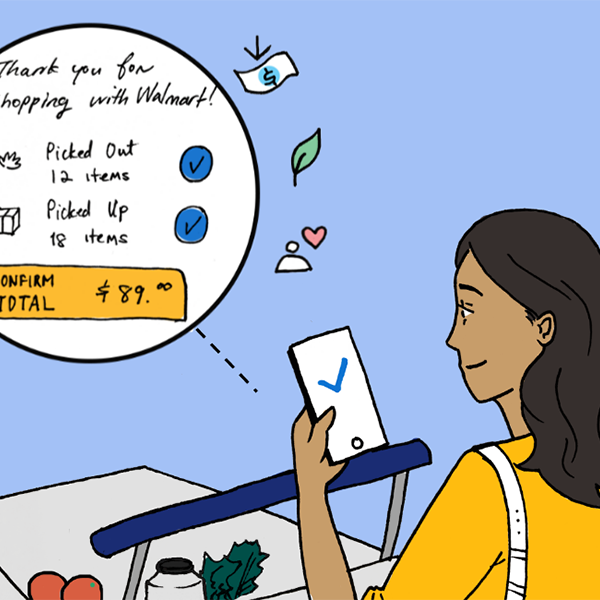 Thank you for
hopping with Walmart!
Picked Out
12 items
Picked Up
18 items
ONFIRM
TOTAL
$89.00
$